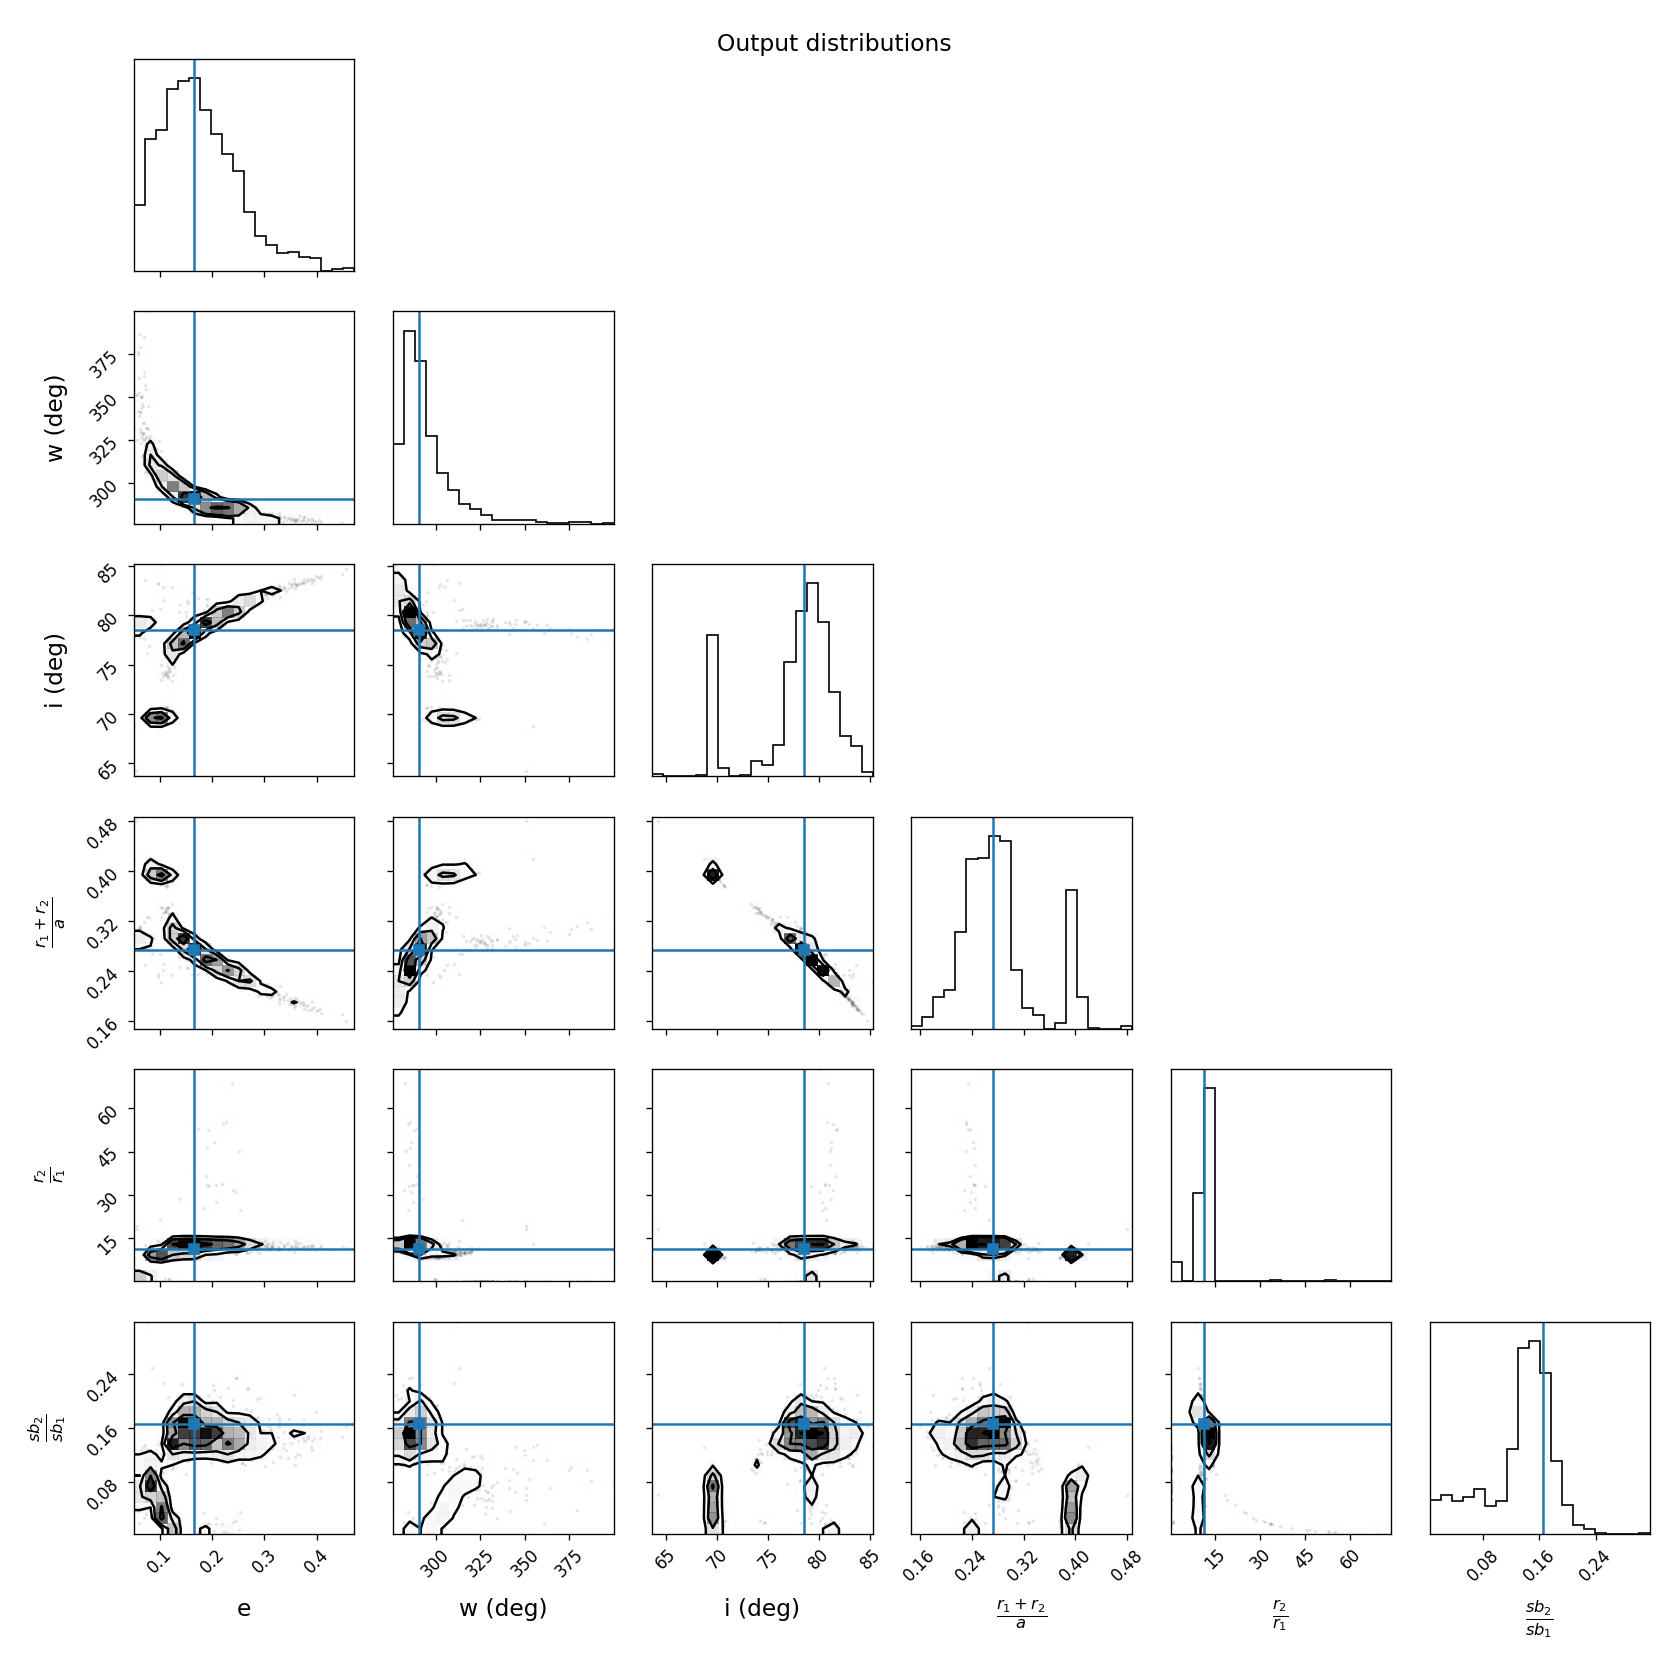 Output distributions
w (deg)
375
350
325
300
i (deg)
85
80
75
70
65
r₁ + r₂
a
0.48
0.40
0.32
0.24
0.16
r₂
r₁
60
45
30
15
sb₂
sb₁
0.24
0.16
0.08
0.1 0.2 0.3 0.4
300 325 350 375
65 70 75 80 85
0.16 0.24 0.32 0.40 0.48
15 30 45 60
0.08 0.16 0.24
e
w (deg)
i (deg)
r₁ + r₂
a
r₂
r₁
sb₂
sb₁